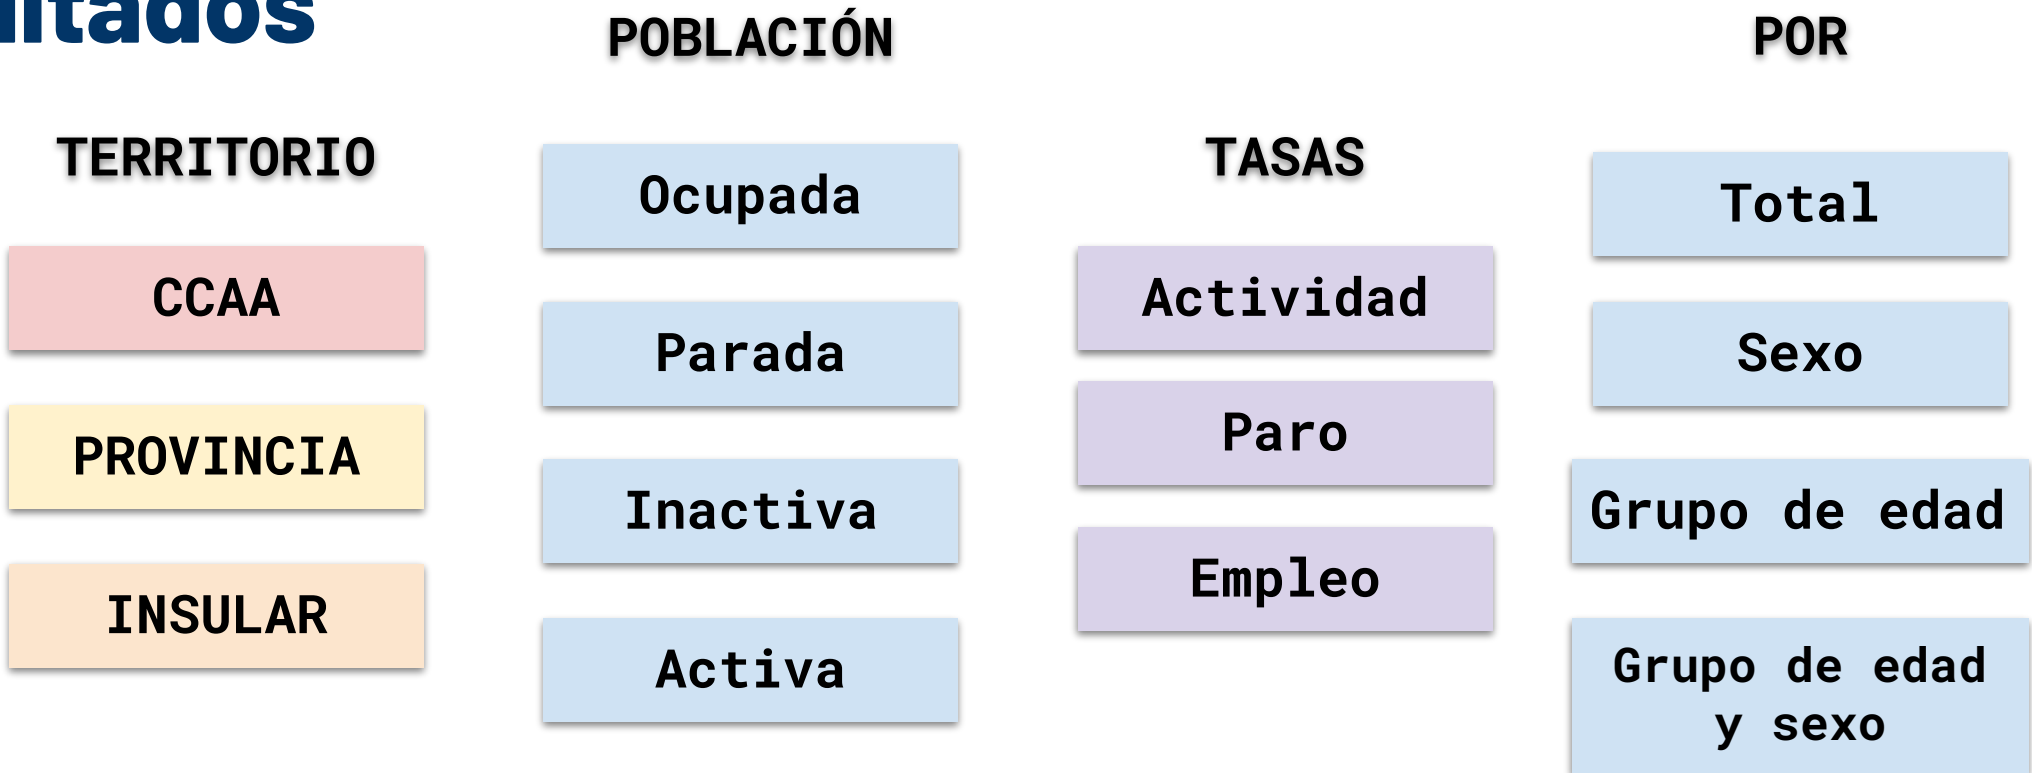 POBLACIÓN
POR
TERRITORIO
TASAS
Ocupada
Total
CCAA
Actividad
Parada
Sexo
PROVINCIA
Paro
Inactiva
Grupo de edad
INSULAR
Empleo
Activa
Grupo de edad
y sexo